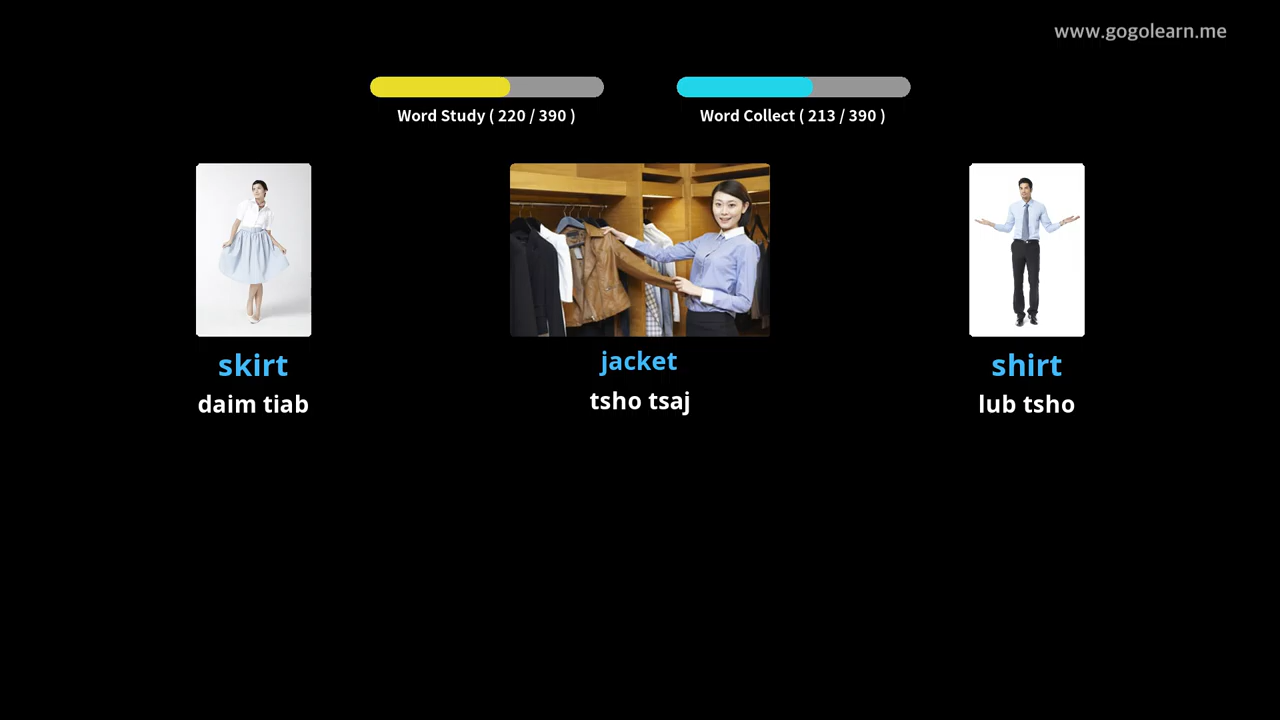 www.gogolearn.me
Word Study ( 220 / 390 )
Word Collect ( 213 / 390 )
skirt
daim tiab
jacket
tsho tsaj
shirt
lub tsho